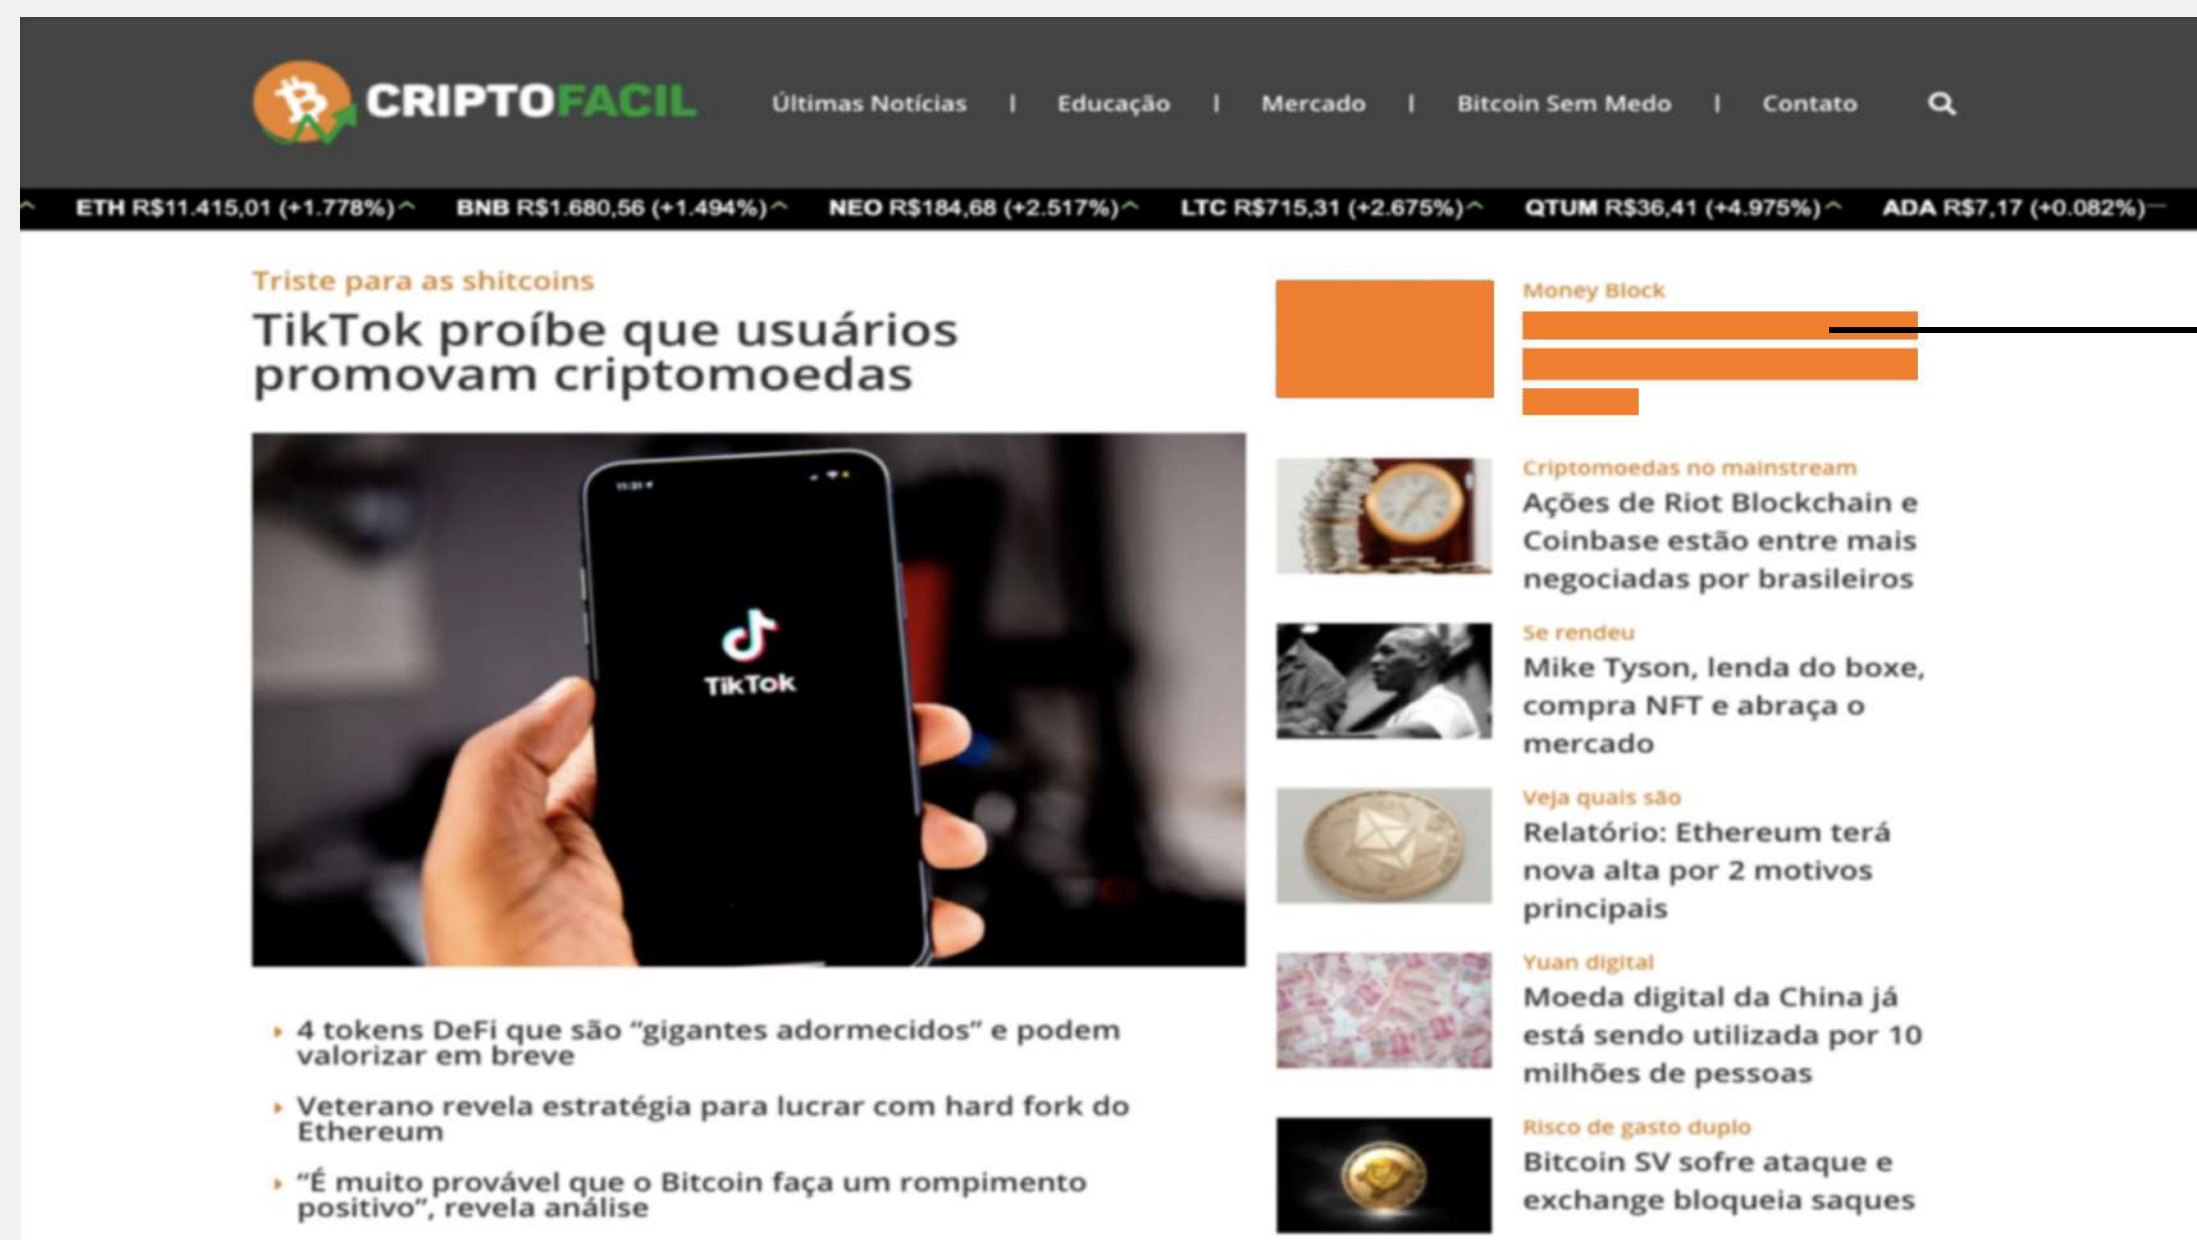 CRIPTOFACIL
Últimas Notícias | Educação | Mercado | Bitcoin Sem Medo | Contato
ETH R$11.415,01 (+1.778%) BNB R$1.680,56 (+1.494%) NEO R$184,68 (+2.517%) LTC R$715,31 (+2.675%) QTUM R$36,41 (+4.975%) ADA R$7,17 (+0.082%)
Triste para as shitcoins
TikTok proíbe que usuários
promovam criptomoedas
11:31
TikTok
4 tokens DeFi que são “gigantes adormecidos” e podem
valorizar em breve
Veterano revela estratégia para lucrar com hard fork do
Ethereum
“É muito provável que o Bitcoin faça um rompimento
positivo”, revela análise
Money Block
Criptomoedas no mainstream
Ações de Riot Blockchain e
Coinbase estão entre mais
negociadas por brasileiros
Se rendeu
Mike Tyson, lenda do boxe,
compra NFT e abraça o
mercado
Veja quais são
Relatório: Ethereum terá
nova alta por 2 motivos
principais
Yuan digital
Moeda digital da China já
está sendo utilizada por 10
milhões de pessoas
Risco de gasto duplo
Bitcoin SV sofre ataque e
exchange bloqueia saques